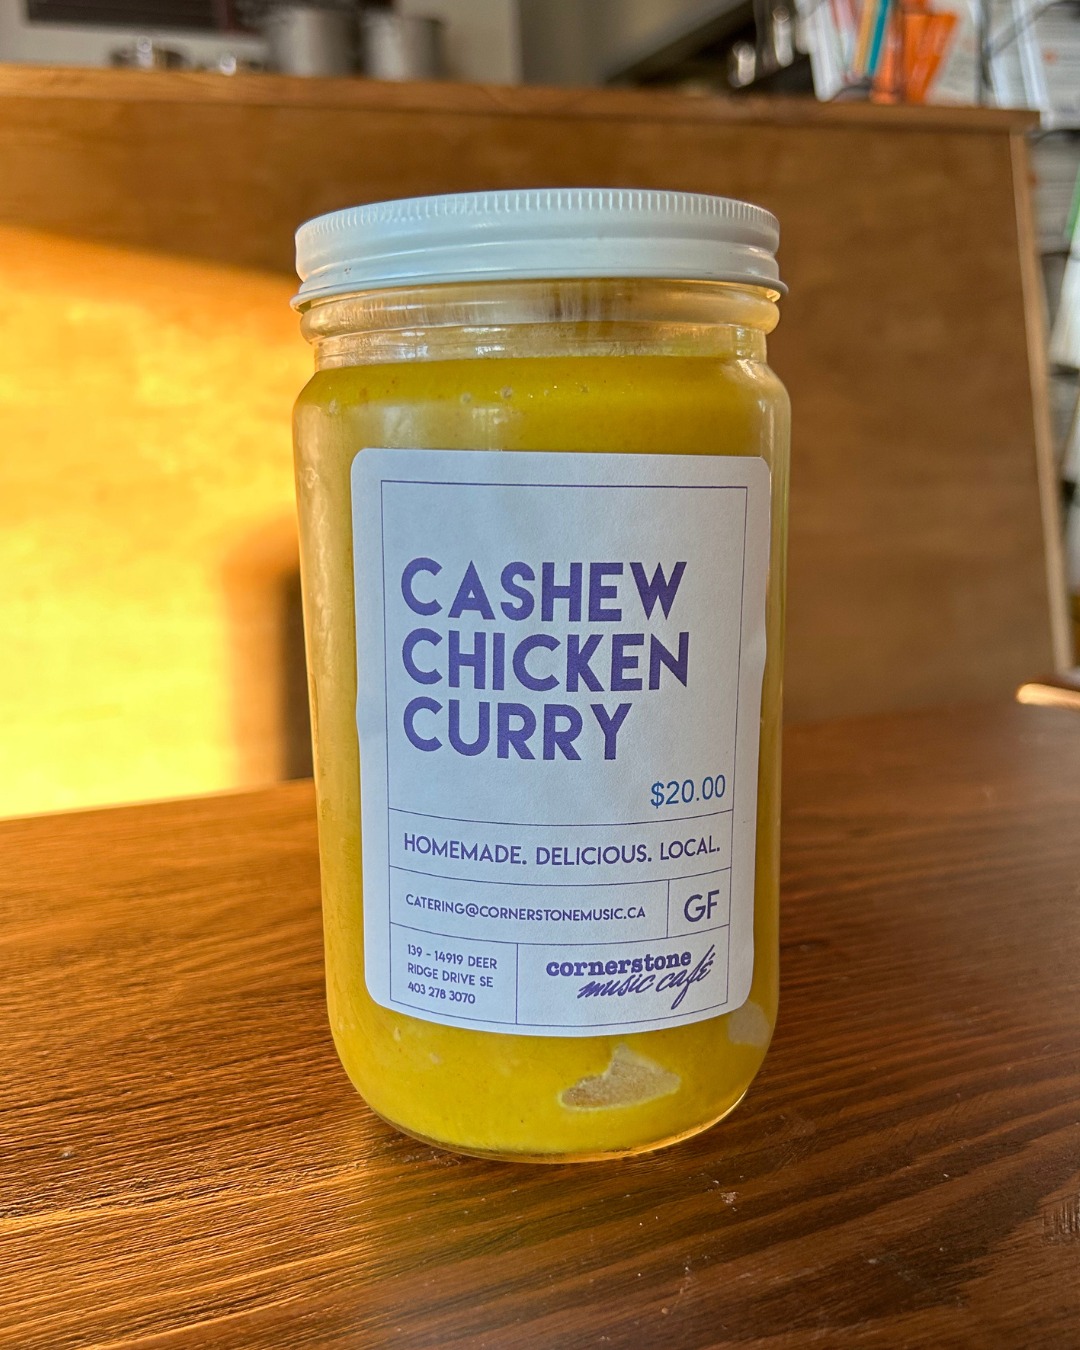 CASHEW
CHICKEN
CURRY
$20.00
HOMEMADE. DELICIOUS. LOCAL.
CATERING@CORNERSTONEMUSIC.CA
GF
139 - 14919 DEER
RIDGE DRIVE SE
403 278 3070
cornerstone
music café